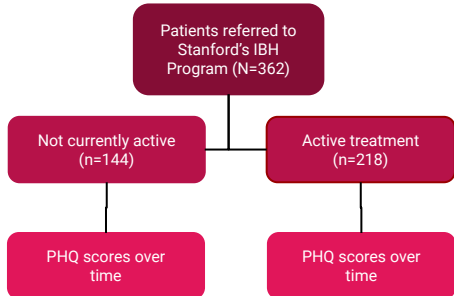 Patients referred to
Stanford’s IBH
Program (N=362)
Not currently active
(n=144)
Active treatment
(n=218)
PHQ scores over
time
PHQ scores over
time